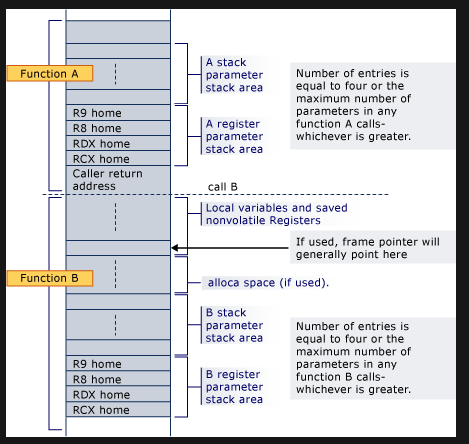 Function A
A stack
parameter
stack area
Number of entries is
equal to four or the
maximum number of
parameters in any
function A calls-
whichever is greater.
R9 home
R8 home
RDX home
RCX home
A register
parameter
stack area
Caller return
address
call B
Local variables and saved
nonvolatile Registers
If used, frame pointer will
generally point here
Function B
alloca space (if used).
B stack
parameter
stack area
Number of entries is
equal to four or the
maximum number of
parameters in any
function B calls-
whichever is greater.
R9 home
R8 home
RDX home
RCX home
B register
parameter
stack area